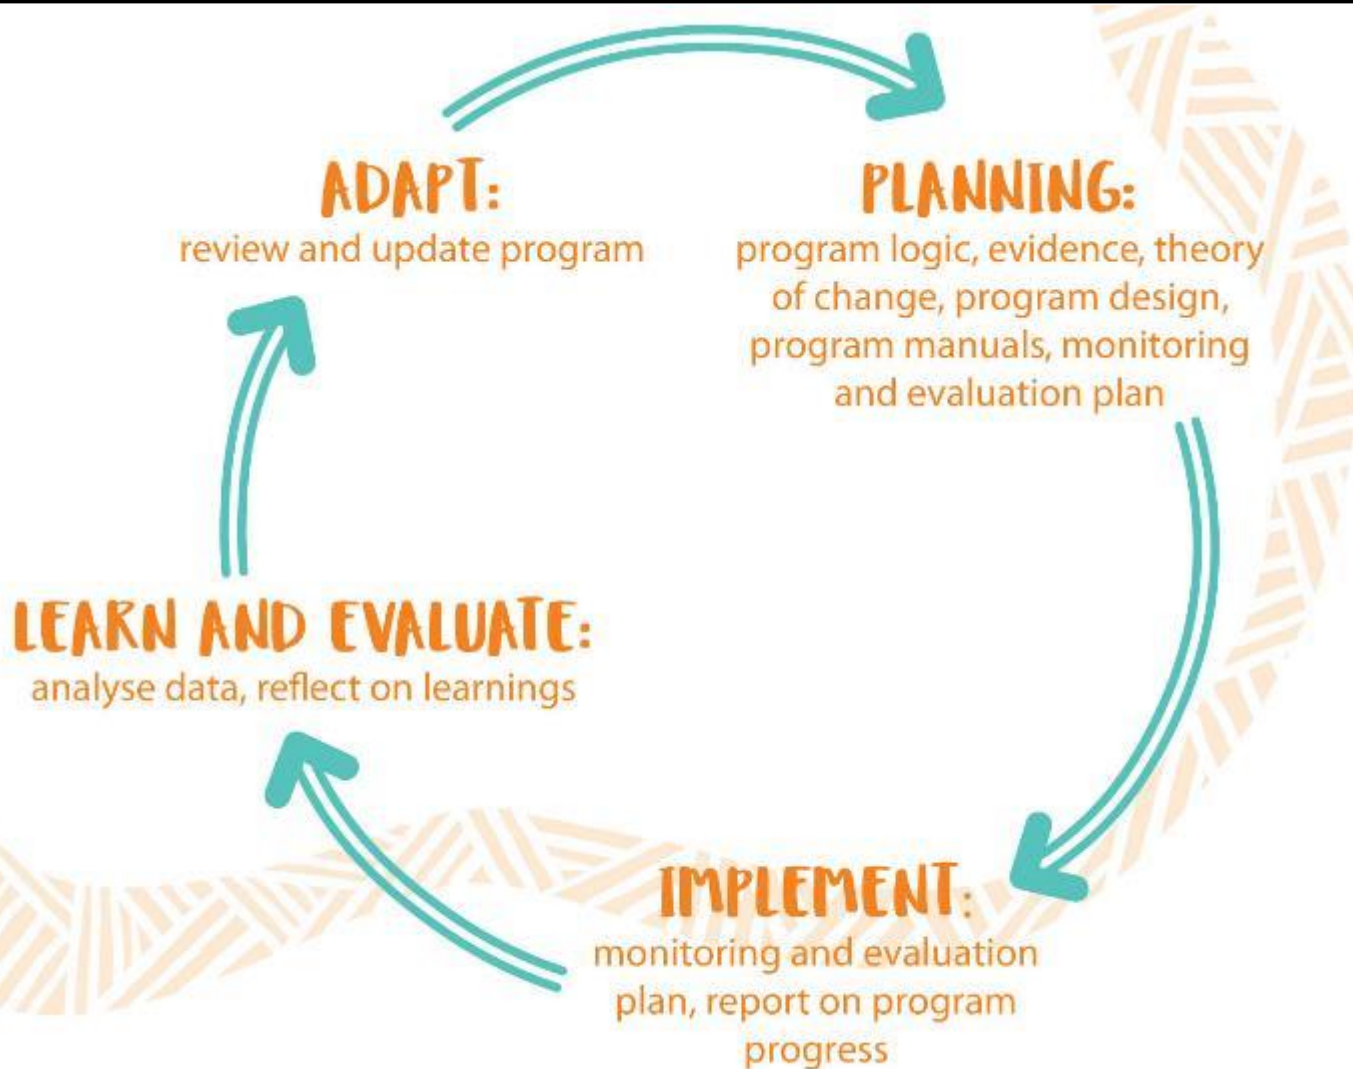 ADAPT:
review and update program
PLANNING:
program logic, evidence, theory
of change, program design,
program manuals, monitoring
and evaluation plan
LEARN AND EVALUATE:
analyse data, reflect on learnings
IMPLEMENT:
monitoring and evaluation
plan, report on program
progress